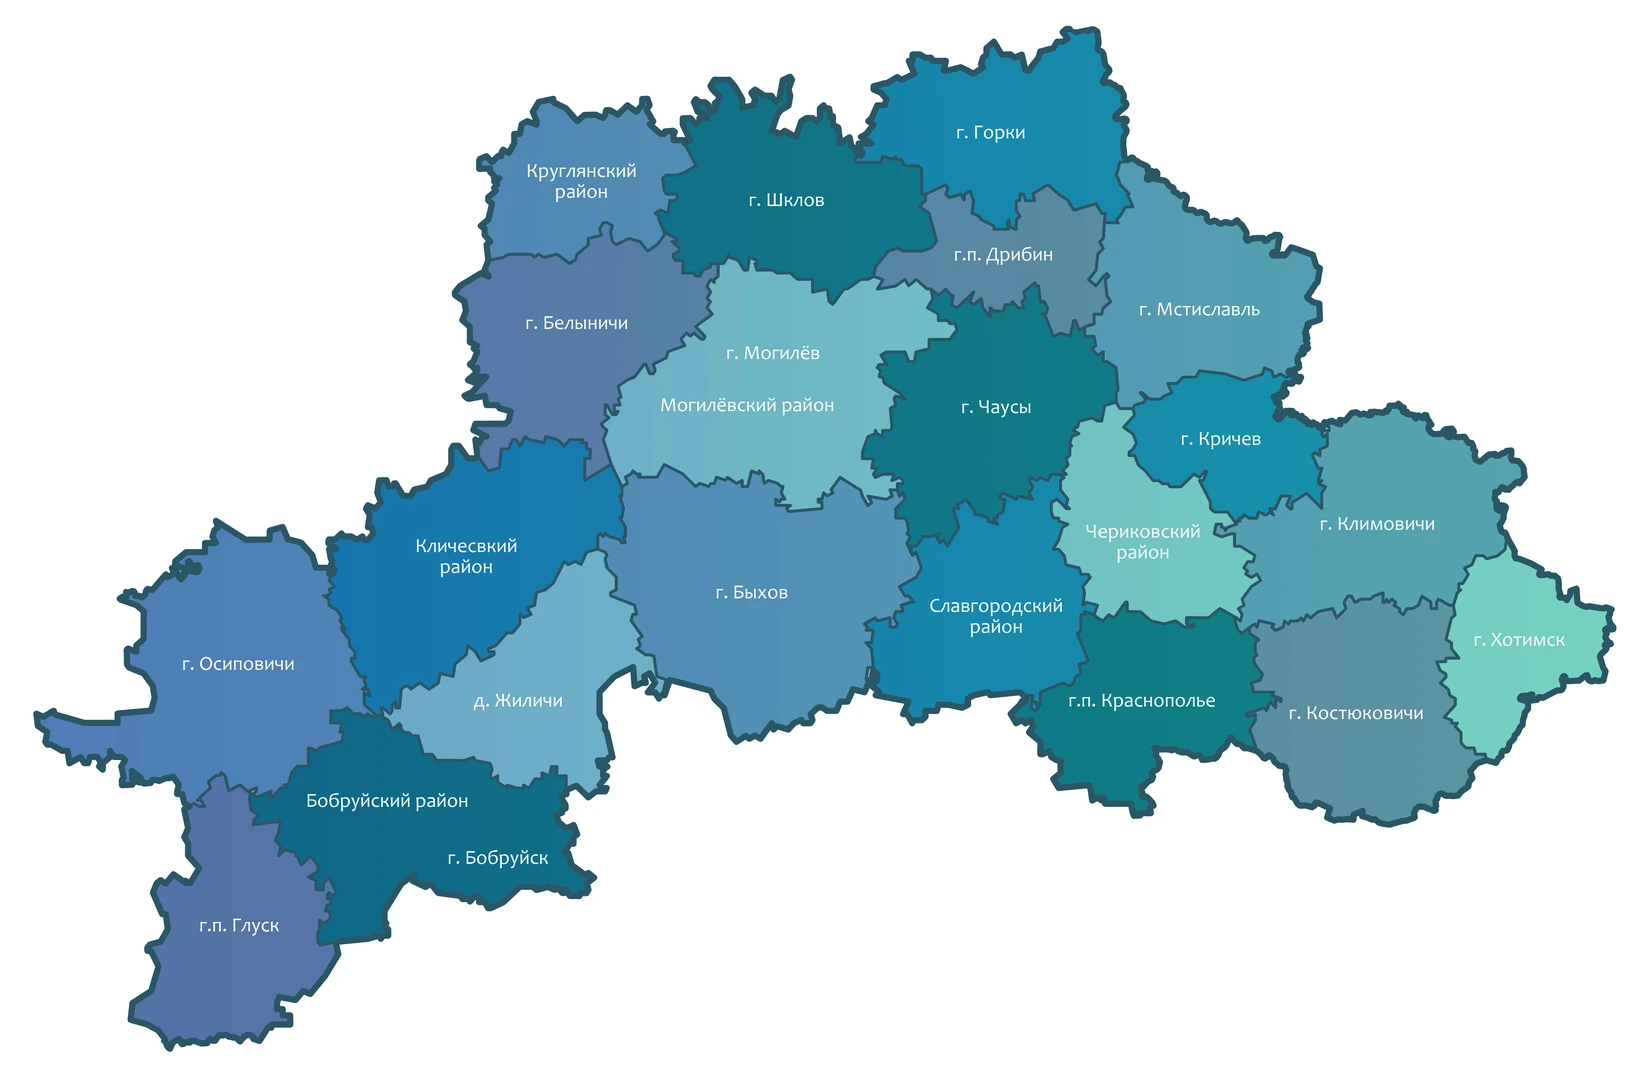 г. Горки
Круглянский
район
г. Шклов
г.п. Дрибин
г. Мстиславль
г. Белыничи
г. Могилёв
Могилёвский район
г. Чаусы
г. Кричев
г. Климовичи
Чериковский
район
Кличесвкий
район
г. Быхов
Славгородский
район
г. Хотимск
г. Осиповичи
д. Жиличи
г.п. Краснополье
г. Костюковичи
Бобруйский район
г. Бобруйск
г.п. Глуск